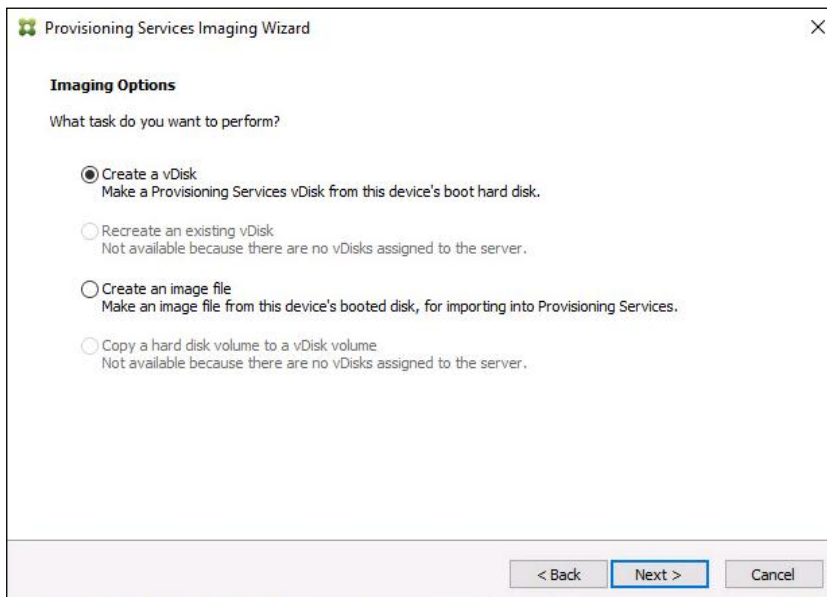 Provisioning Services Imaging Wizard
Imaging Options
What task do you want to perform?
Create a vDisk
Make a Provisioning Services vDisk from this device's boot hard disk.
Recreate an existing vDisk
Not available because there are no vDisks assigned to the server.
Create an image file
Make an image file from this device's booted disk, for importing into Provisioning Services.
Copy a hard disk volume to a vDisk volume
Not available because there are no vDisks assigned to the server.
< Back Next > Cancel